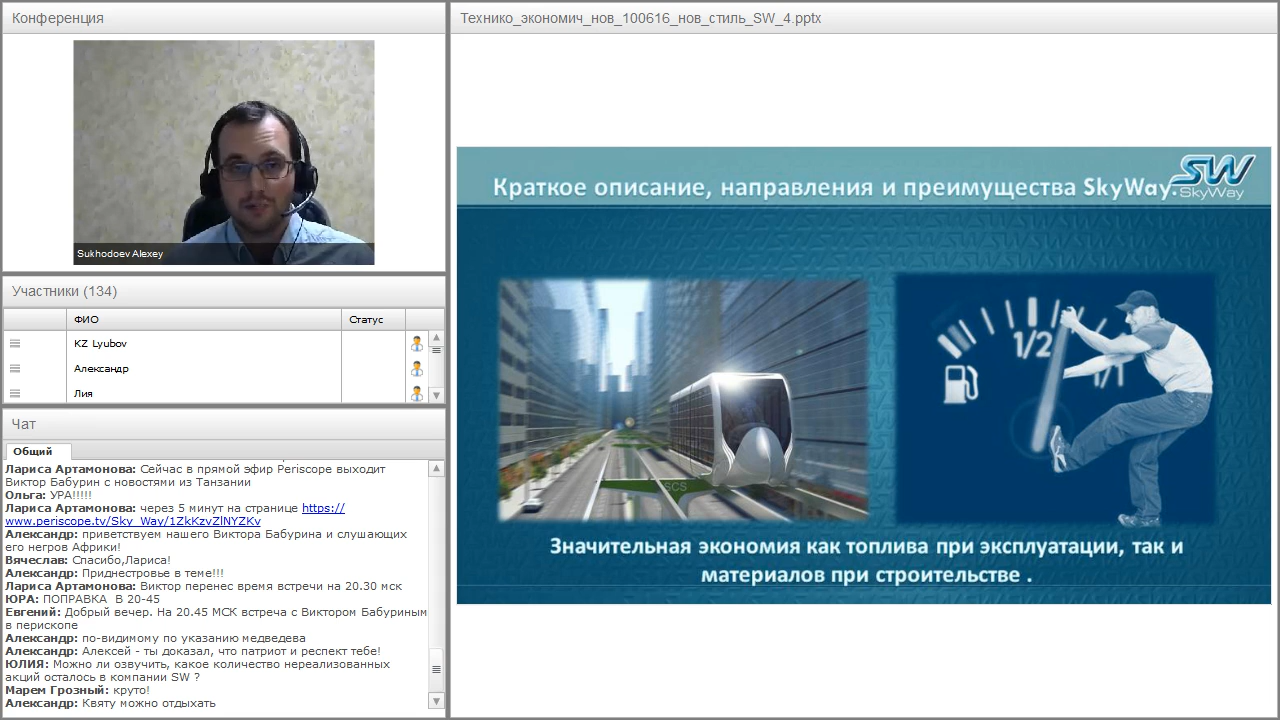 Конференция
Sukhodoev Alexey
Участники (134)
ФИО
Статус
KZ Lyubov
Александр
Лия
Чат
Общий
Лариса Артамонова: Сейчас в прямой эфир Periscope выходит
Виктор Бабурин с новостями из Танзании
Ольга: УРА!!!!!
Лариса Артамонова: через 5 минут на странице https://
www.periscope.tv/Sky_Way/1ZkKzvZlNYZKv
Александр: приветствуем нашего Виктора Бабурина и слушающих
его негров Африки!
Вячеслав: Спасибо,Лариса!
Александр: Приднестровье в теме!!!
Лариса Артамонова: Виктор перенес время встречи на 20.30 мск
ЮРА: ПОПРАВКА В 20-45
Евгений: Добрый вечер. На 20.45 МСК встреча с Виктором Бабуриным
в перископе
Александр: по-видимому по указанию медведева
Александр: Алексей - ты доказал, что патриот и респект тебе!
ЮЛИЯ: Можно ли озвучить, какое количество нереализованных
акций осталось в компании SW ?
Марем Грозный: круто!
Александр: Квяту можно отдыхать
Технико_экономич_нов_100616_нов_стиль_SW_4.pptx
Краткое описание, направления и преимущества SkyWay.
SW
SkyWay
SCS
1/2
1/1
Значительная экономия как топлива при эксплуатации, так и
материалов при строительстве .